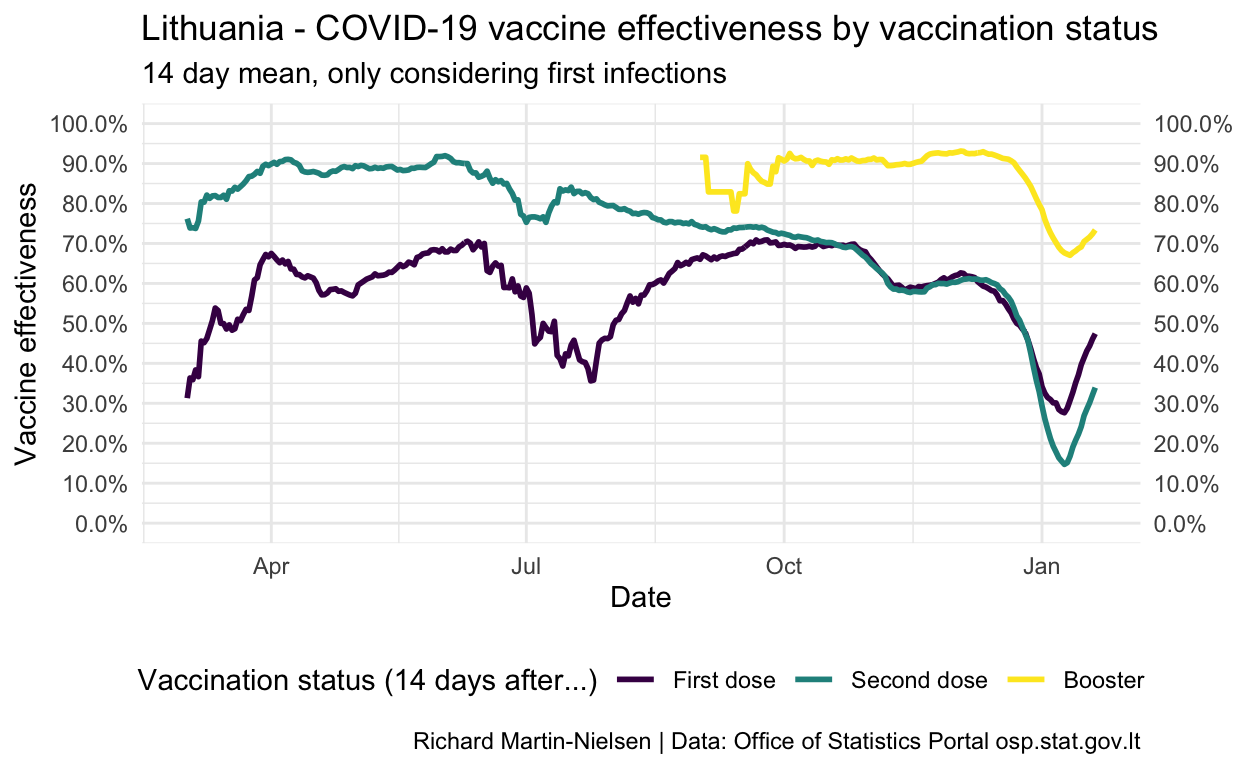 Lithuania - COVID-19 vaccine effectiveness by vaccination status
14 day mean, only considering first infections
100.0% 100.0%
90.0% 90.0%
80.0% 80.0%
70.0% 70.0%
60.0% 60.0%
50.0% 50.0%
40.0% 40.0%
30.0% 30.0%
20.0% 20.0%
10.0% 10.0%
0.0% 0.0%
Vaccine effectiveness
Apr Jul Oct Jan
Date
Vaccination status (14 days after...) First dose Second dose Booster
Richard Martin-Nielsen | Data: Office of Statistics Portal osp.stat.gov.lt